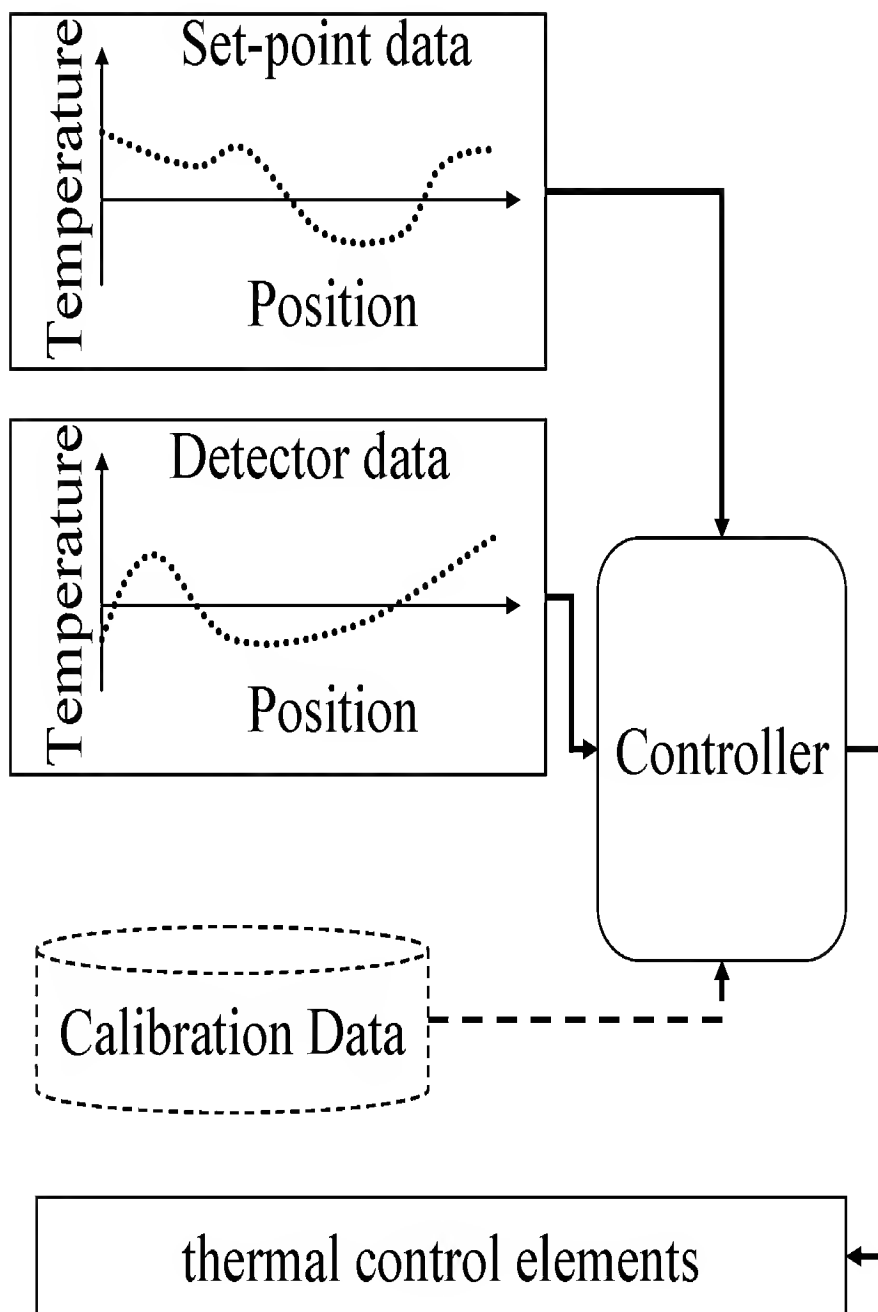 Set-point data
Temperature
Position
Detector data
Temperature
Position
Controller
Calibration Data
thermal control elements